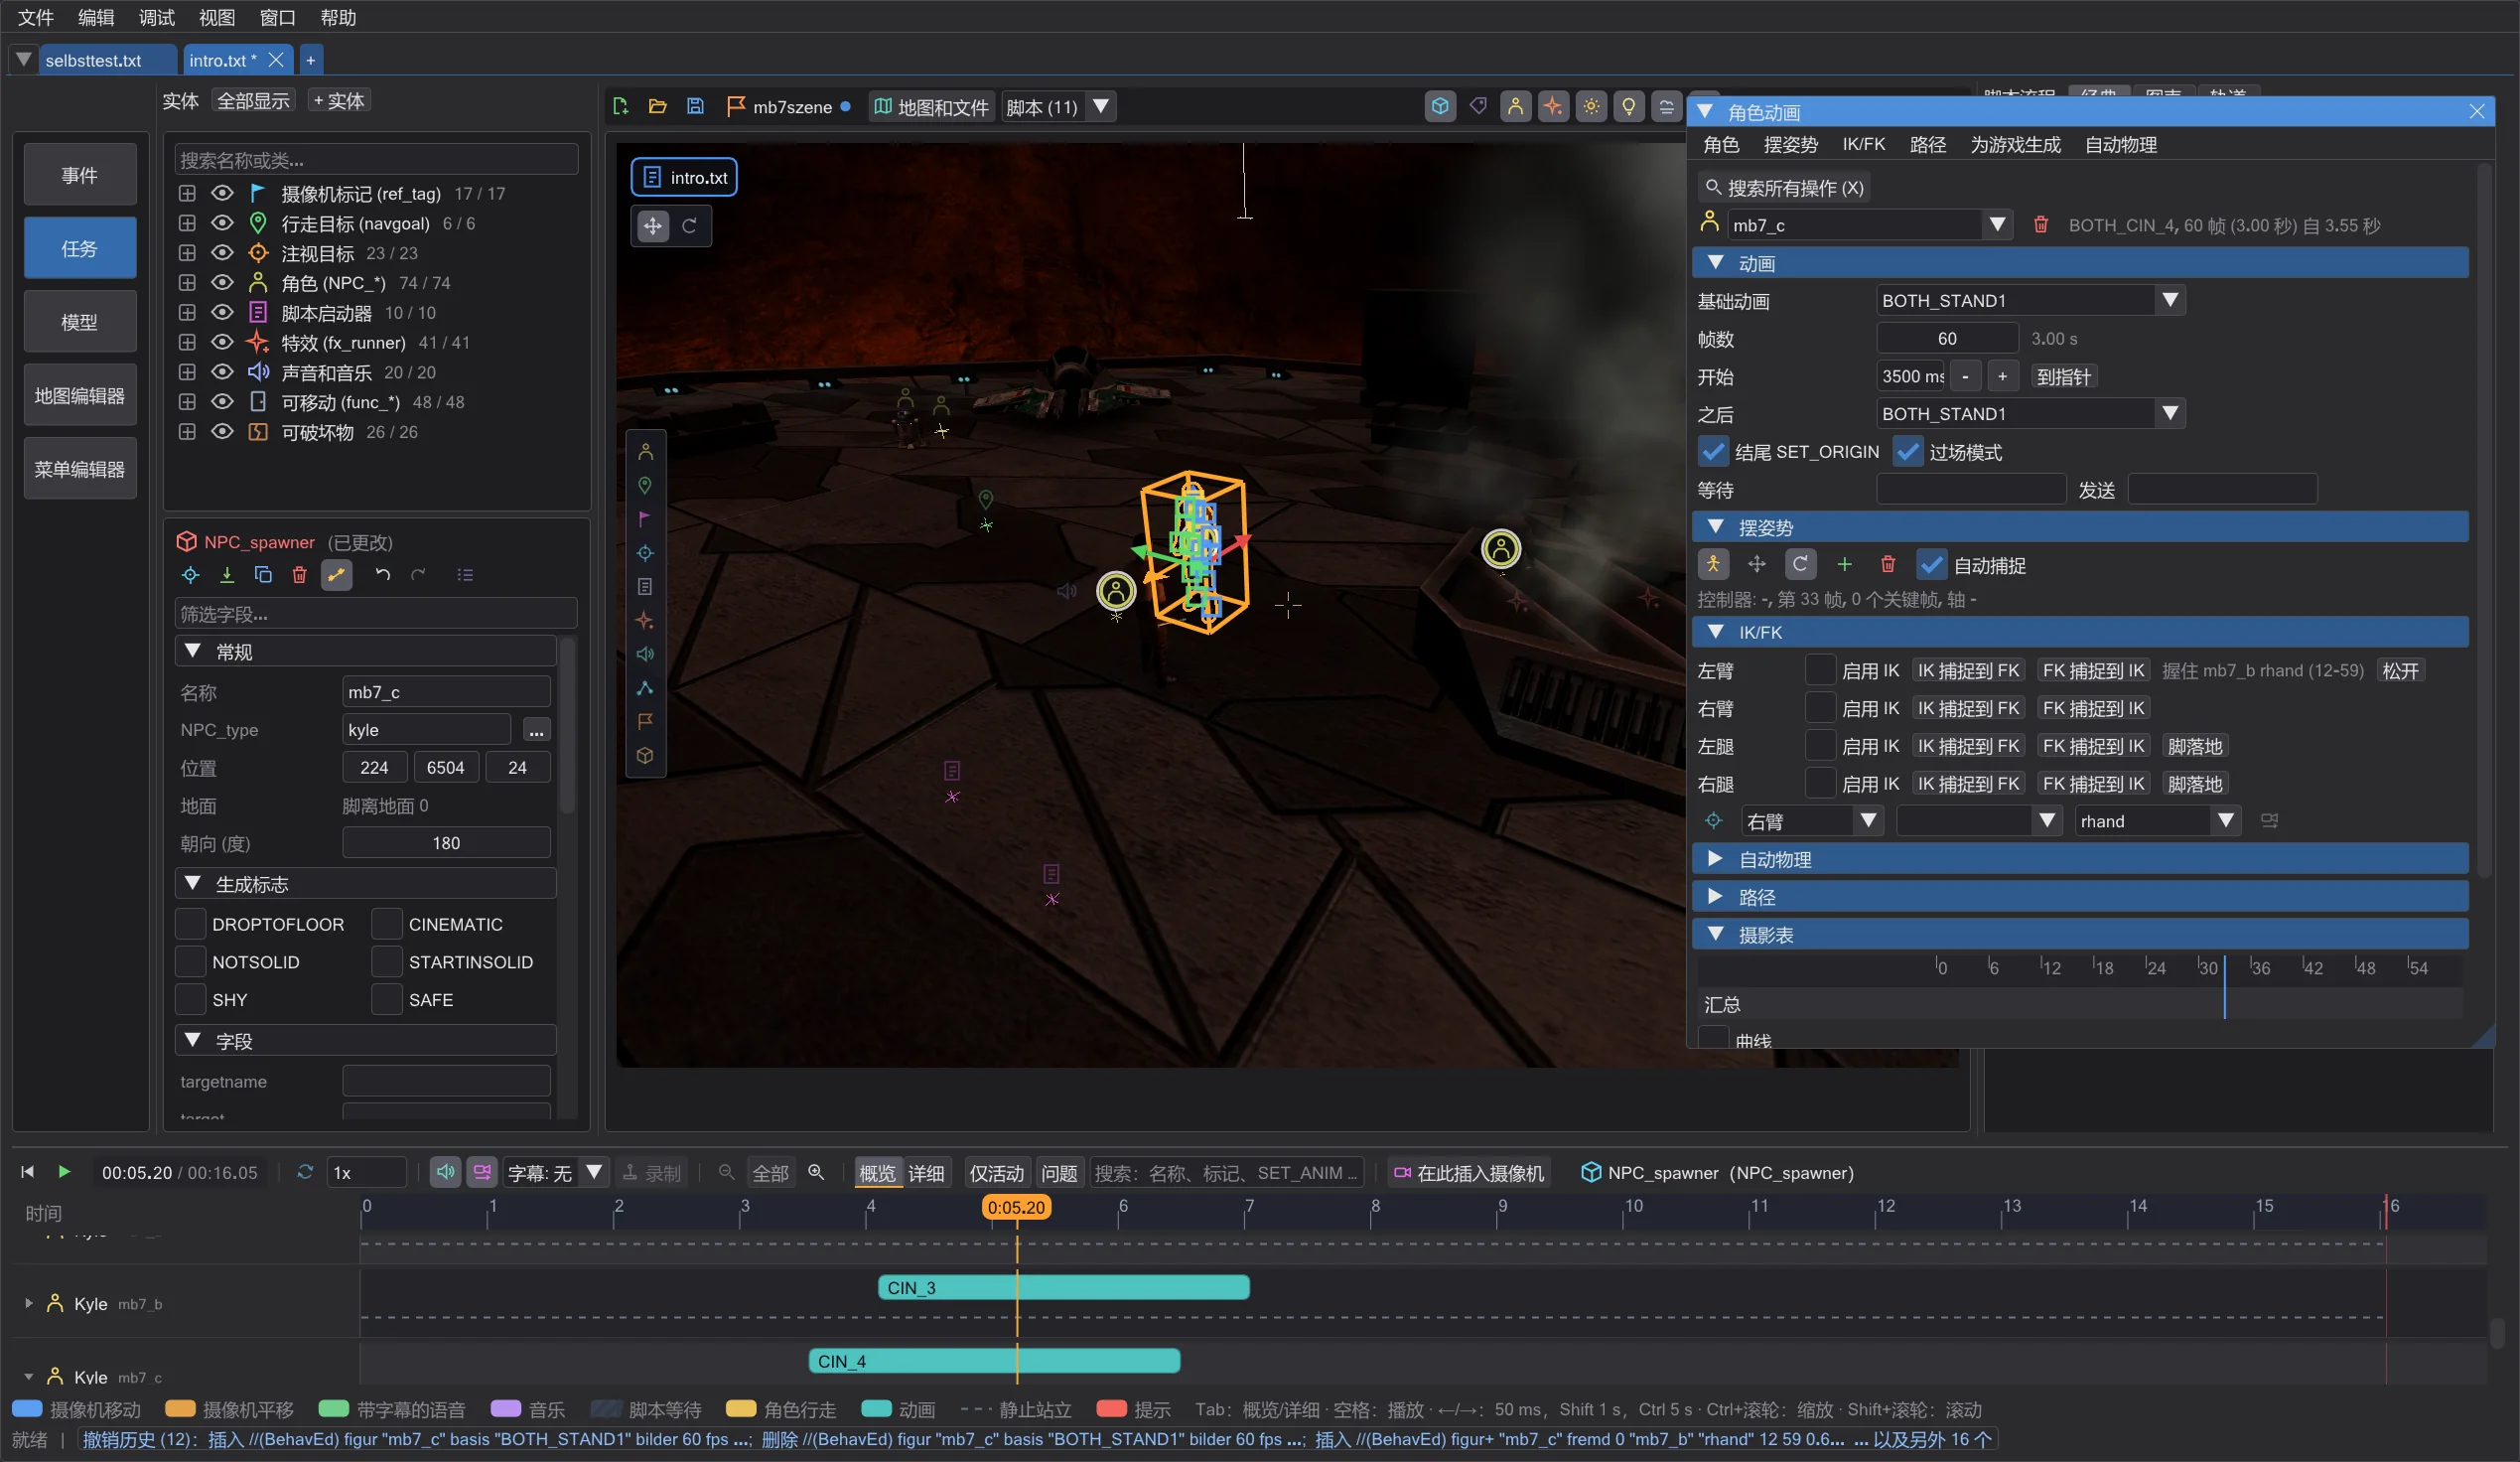 文件 编辑 调试 视图 窗口 帮助
selbsttest.txt intro.txt * +
实体 全部显示 + 实体
mb7szene 地图和文件 脚本 (11)
事件
任务
模型
地图编辑器
菜单编辑器
搜索名称或类...
摄像机标记 (ref_tag) 17 / 17
行走目标 (navgoal) 6 / 6
注视目标 23 / 23
角色 (NPC_*) 74 / 74
脚本启动器 10 / 10
特效 (fx_runner) 41 / 41
声音和音乐 20 / 20
可移动 (func_*) 48 / 48
可破坏物 26 / 26
NPC_spawner (已更改)
筛选字段...
常规
名称 mb7_c
NPC_type kyle ...
位置 224 6504 24
地面 脚离地面 0
朝向 (度) 180
生成标志
DROPTOFLOOR CINEMATIC
NOTSOLID STARTINSOLID
SHY SAFE
字段
targetname
target
intro.txt
角色动画
角色 摆姿势 IK/FK 路径 为游戏生成 自动物理
搜索所有操作 (X)
mb7_c BOTH_CIN_4, 60 帧 (3.00 秒) 自 3.55 秒
动画
基础动画 BOTH_STAND1
帧数 60 3.00 s
开始 3500 ms - + 到指针
之后 BOTH_STAND1
结尾 SET_ORIGIN 过场模式
等待 发送
摆姿势
自动捕捉
控制器: -, 第 33 帧, 0 个关键帧, 轴 -
IK/FK
左臂 启用 IK IK 捕捉到 FK FK 捕捉到 IK 握住 mb7_b rhand (12-59) 松开
右臂 启用 IK IK 捕捉到 FK FK 捕捉到 IK
左腿 启用 IK IK 捕捉到 FK FK 捕捉到 IK 脚落地
右腿 启用 IK IK 捕捉到 FK FK 捕捉到 IK 脚落地
右臂 rhand
自动物理
路径
摄影表
0 6 12 18 24 30 36 42 48 54
汇总
曲线
00:05.20 / 00:16.05 1x 字幕: 无 录制 全部 概览 详细 仅活动 问题 搜索: 名称、标记、SET_ANIM ... 在此插入摄像机 NPC_spawner (NPC_spawner)
时间 0 1 2 3 4 0:05.20 6 7 8 9 10 11 12 13 14 15 16
CIN_3
Kyle mb7_b
CIN_4
Kyle mb7_c
摄像机移动 摄像机平移 带字幕的语音 音乐 脚本等待 角色行走 动画 静止站立 提示 Tab: 概览/详细 · 空格: 播放 · ←/→: 50 ms, Shift 1 s, Ctrl 5 s · Ctrl+滚轮: 缩放 · Shift+滚轮: 滚动
就绪 | 撤销历史 (12): 插入 //(BehavEd) figur "mb7_c" basis "BOTH_STAND1" bilder 60 fps ...; 删除 //(BehavEd) figur "mb7_c" basis "BOTH_STAND1" bilder 60 fps ...; 插入 //(BehavEd) figur+ "mb7_c" fremd 0 "mb7_b" "rhand" 12 59 0.6... ... 以及另外 16 个